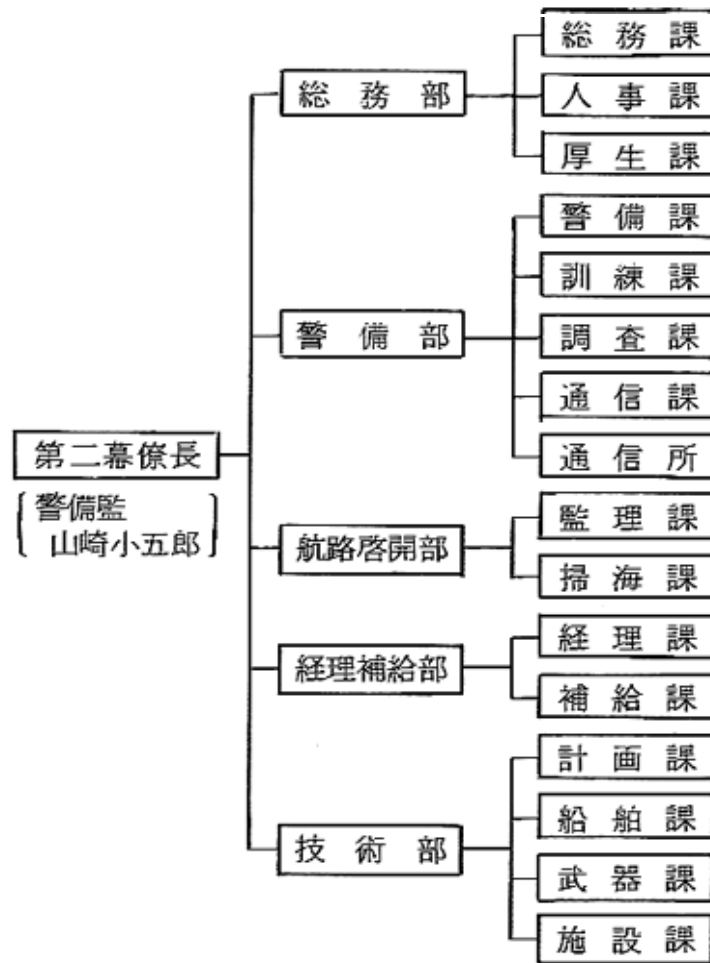 第二幕僚長
警備監
山崎小五郎
総務部
総務課
人事課
厚生課
警備部
警備課
訓練課
調査課
通信課
通信所
航路啓開部
監理課
掃海課
経理補給部
経理課
補給課
技術部
計画課
船舶課
武器課
施設課